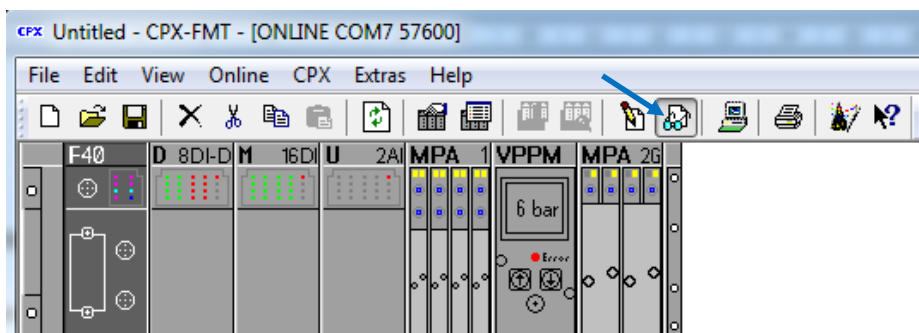 CPX Untitled - CPX-FMT - [ONLINE COM7 57600]
File Edit View Online CPX Extras Help
F40 D 8DI-D M 16DI U 2AI MPA 1 VPPM MPA 2G
6 bar
Error